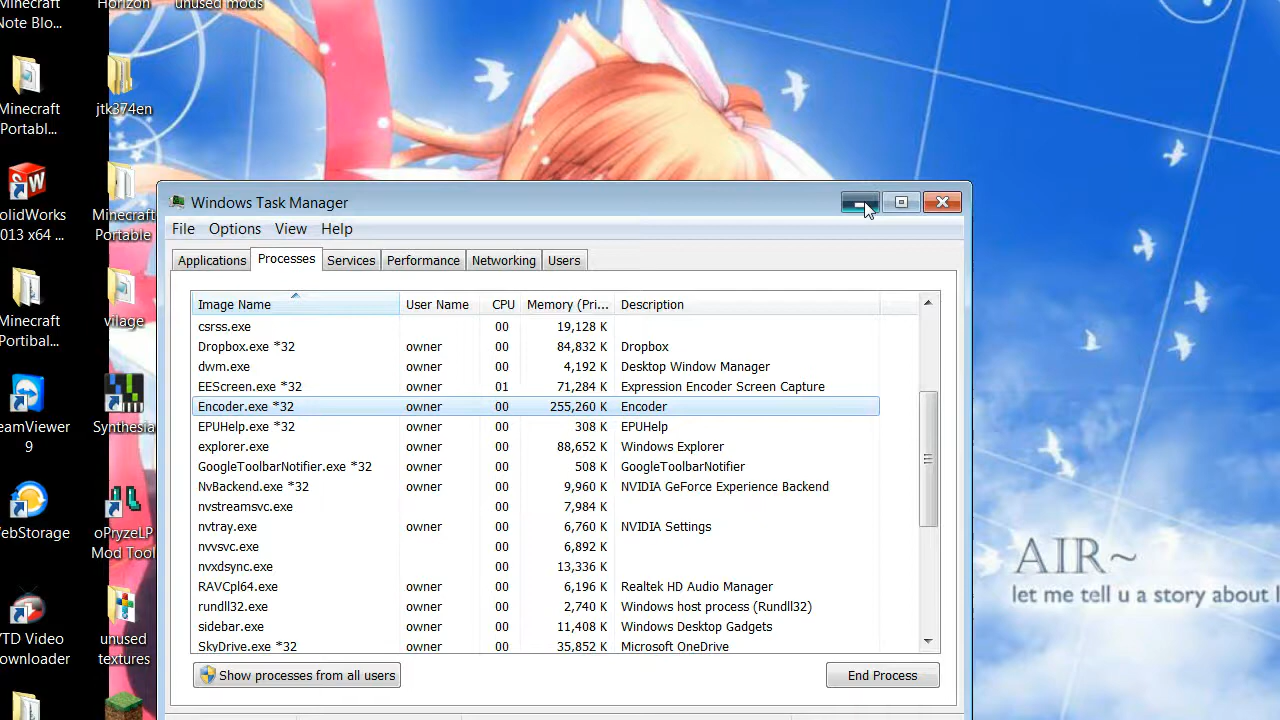 Minecraft
Note Blo...
Horizon
unused mods
Minecraft
Portabl...
jtk374en
SolidWorks
2013 x64 ...
Minecraft
Portable
Minecraft
Portibal...
vilage
TeamViewer
9
Synthesia
WebStorage
oPryzeLP
Mod Tool
YTD Video
Downloader
unused
textures
Windows Task Manager
File Options View Help
Applications Processes Services Performance Networking Users
Image Name User Name CPU Memory (Pri... Description
csrss.exe 00 19,128 K
Dropbox.exe *32 owner 00 84,832 K Dropbox
dwm.exe owner 00 4,192 K Desktop Window Manager
EEScreen.exe *32 owner 01 71,284 K Expression Encoder Screen Capture
Encoder.exe *32 owner 00 255,260 K Encoder
EPUHelp.exe *32 owner 00 308 K EPUHelp
explorer.exe owner 00 88,652 K Windows Explorer
GoogleToolbarNotifier.exe *32 owner 00 508 K GoogleToolbarNotifier
NvBackend.exe *32 owner 00 9,960 K NVIDIA GeForce Experience Backend
nvstreamsvc.exe 00 7,984 K
nvtray.exe owner 00 6,760 K NVIDIA Settings
nvvsvc.exe 00 6,892 K
nvxdsync.exe 00 13,336 K
RAVCpl64.exe owner 00 6,196 K Realtek HD Audio Manager
rundll32.exe owner 00 2,740 K Windows host process (Rundll32)
sidebar.exe owner 00 11,408 K Windows Desktop Gadgets
SkyDrive.exe *32 owner 00 35,852 K Microsoft OneDrive
Show processes from all users End Process
AIR~
let me tell u a story about